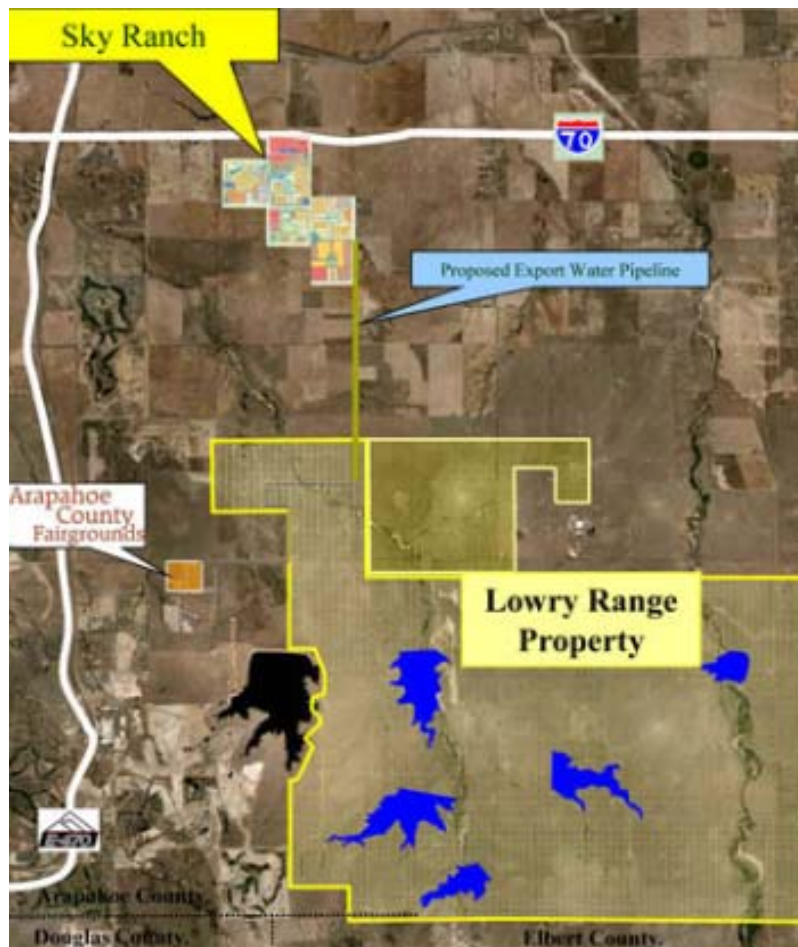 Sky Ranch
70
Proposed Export Water Pipeline
Arapahoe
County
Fairgrounds
Lowry Range
Property
E-470
Arapahoe County.
Douglas County.
Elbert County.